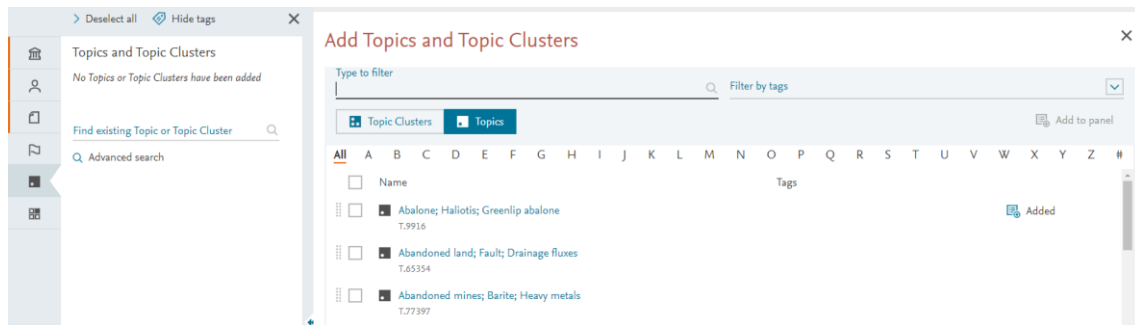 Deselect all Hide tags
Topics and Topic Clusters
No Topics or Topic Clusters have been added
Find existing Topic or Topic Cluster
Advanced search
Add Topics and Topic Clusters
Type to filter
Filter by tags
Topic Clusters Topics Add to panel
All A B C D E F G H I J K L M N O P Q R S T U V W X Y Z #
Name Tags
Abalone; Haliotis; Greenlip abalone Added
T.9916
Abandoned land; Fault; Drainage fluxes
T.65354
Abandoned mines; Barite; Heavy metals
T.77397